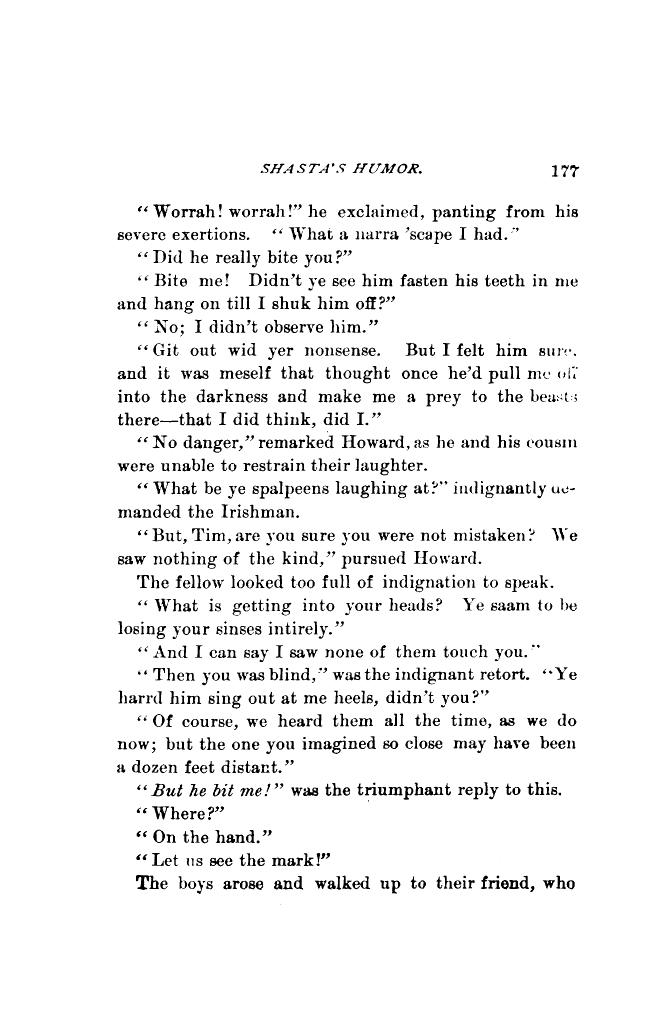 SHASTA'S HUMOR. 177
“Worrah! worrah!” he exclaimed, panting from his
severe exertions. “What a narra 'scape I had.”
“Did he really bite you?”
“Bite me! Didn't ye see him fasten his teeth in me
and hang on till I shuk him off?”
“No; I didn't observe him.”
“Git out wid yer nonsense. But I felt him sure.
and it was meself that thought once he'd pull me off
into the darkness and make me a prey to the beasts
there—that I did think, did I.”
“No danger,” remarked Howard, as he and his cousin
were unable to restrain their laughter.
“What be ye spalpeens laughing at?” indignantly de-
manded the Irishman.
“But, Tim, are you sure you were not mistaken? We
saw nothing of the kind,” pursued Howard.
The fellow looked too full of indignation to speak.
“What is getting into your heads? Ye saam to be
losing your sinses intirely.”
“And I can say I saw none of them touch you.”
“Then you was blind,” was the indignant retort. “Ye
harrd him sing out at me heels, didn't you?”
“Of course, we heard them all the time, as we do
now; but the one you imagined so close may have been
a dozen feet distant.”
“But he bit me!” was the triumphant reply to this.
“Where?”
“On the hand.”
“Let us see the mark!”
The boys arose and walked up to their friend, who